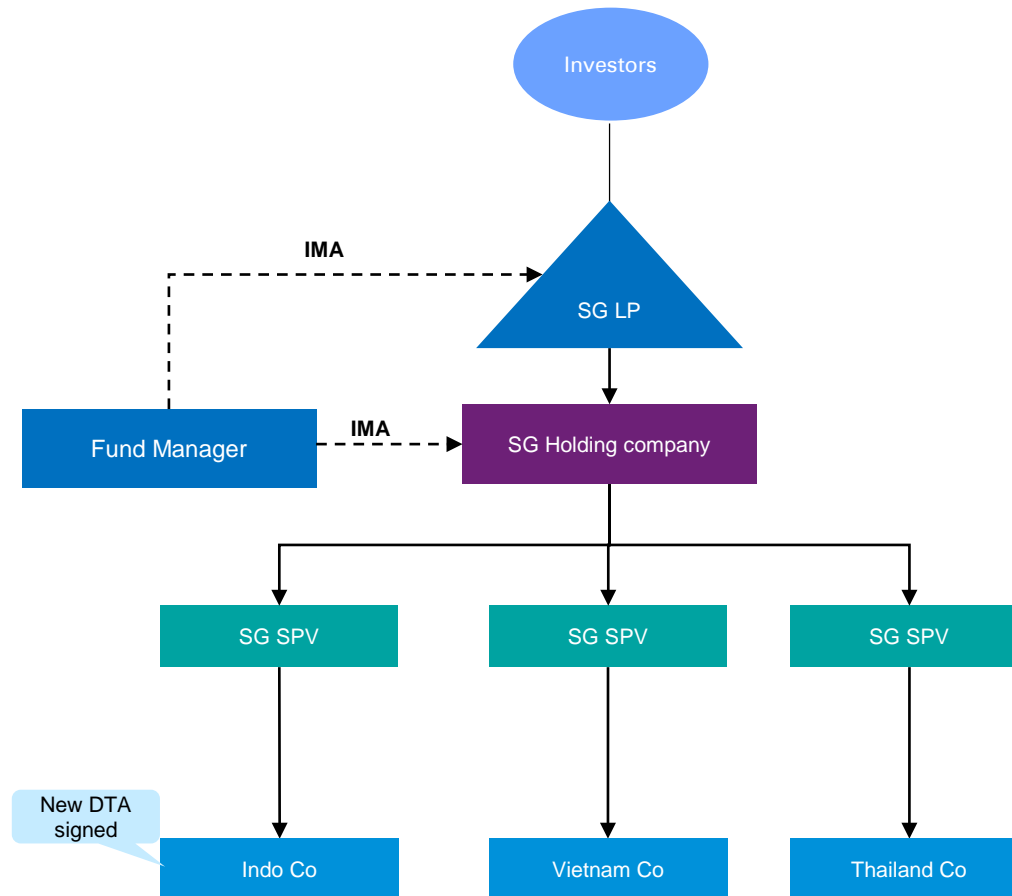 Investors
IMA
SG LP
Fund Manager
IMA
SG Holding company
SG SPV
SG SPV
SG SPV
New DTA
signed
Indo Co
Vietnam Co
Thailand Co